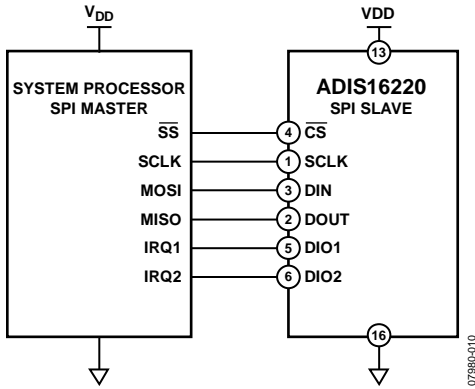 VDD
SYSTEM PROCESSOR
SPI MASTER
SS
SCLK
MOSI
MISO
IRQ1
IRQ2
VDD
13
ADIS16220
SPI SLAVE
4 CS
1 SCLK
3 DIN
2 DOUT
5 DIO1
6 DIO2
16
07980-010